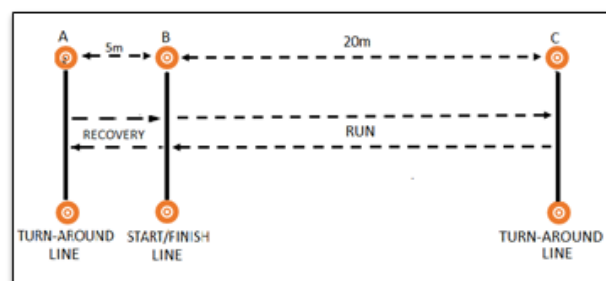 A 5m B 20m C
RECOVERY RUN
TURN-AROUND LINE
START/FINISH LINE
TURN-AROUND LINE